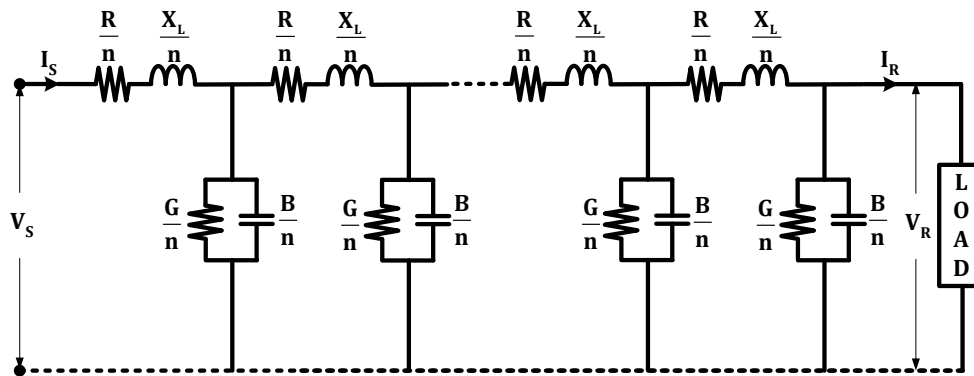 R/n X_L/n R/n X_L/n R/n X_L/n R/n X_L/n
I_S I_R
V_S G/n B/n G/n B/n G/n B/n G/n B/n V_R
L
O
A
D